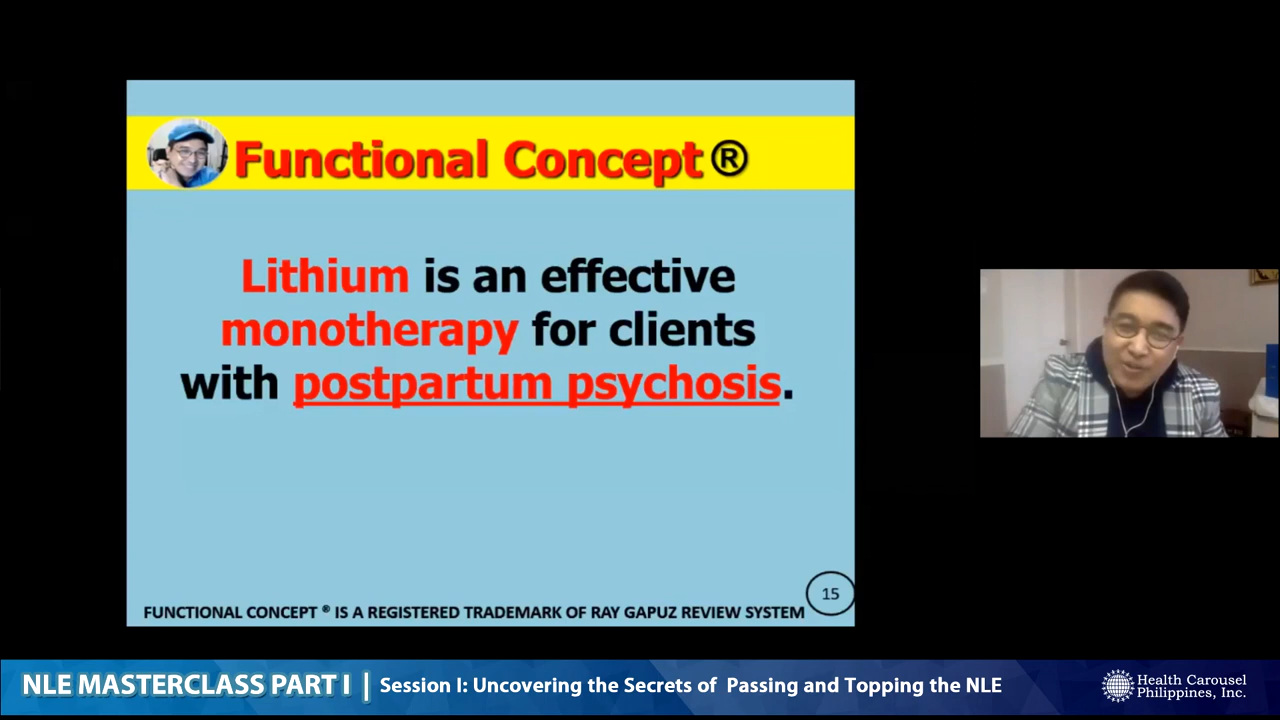 Functional Concept®
Lithium is an effective
monotherapy for clients
with postpartum psychosis.
15
FUNCTIONAL CONCEPT ® IS A REGISTERED TRADEMARK OF RAY GAPUZ REVIEW SYSTEM
NLE MASTERCLASS PART I | Session I: Uncovering the Secrets of Passing and Topping the NLE
Health Carousel
Philippines, Inc.